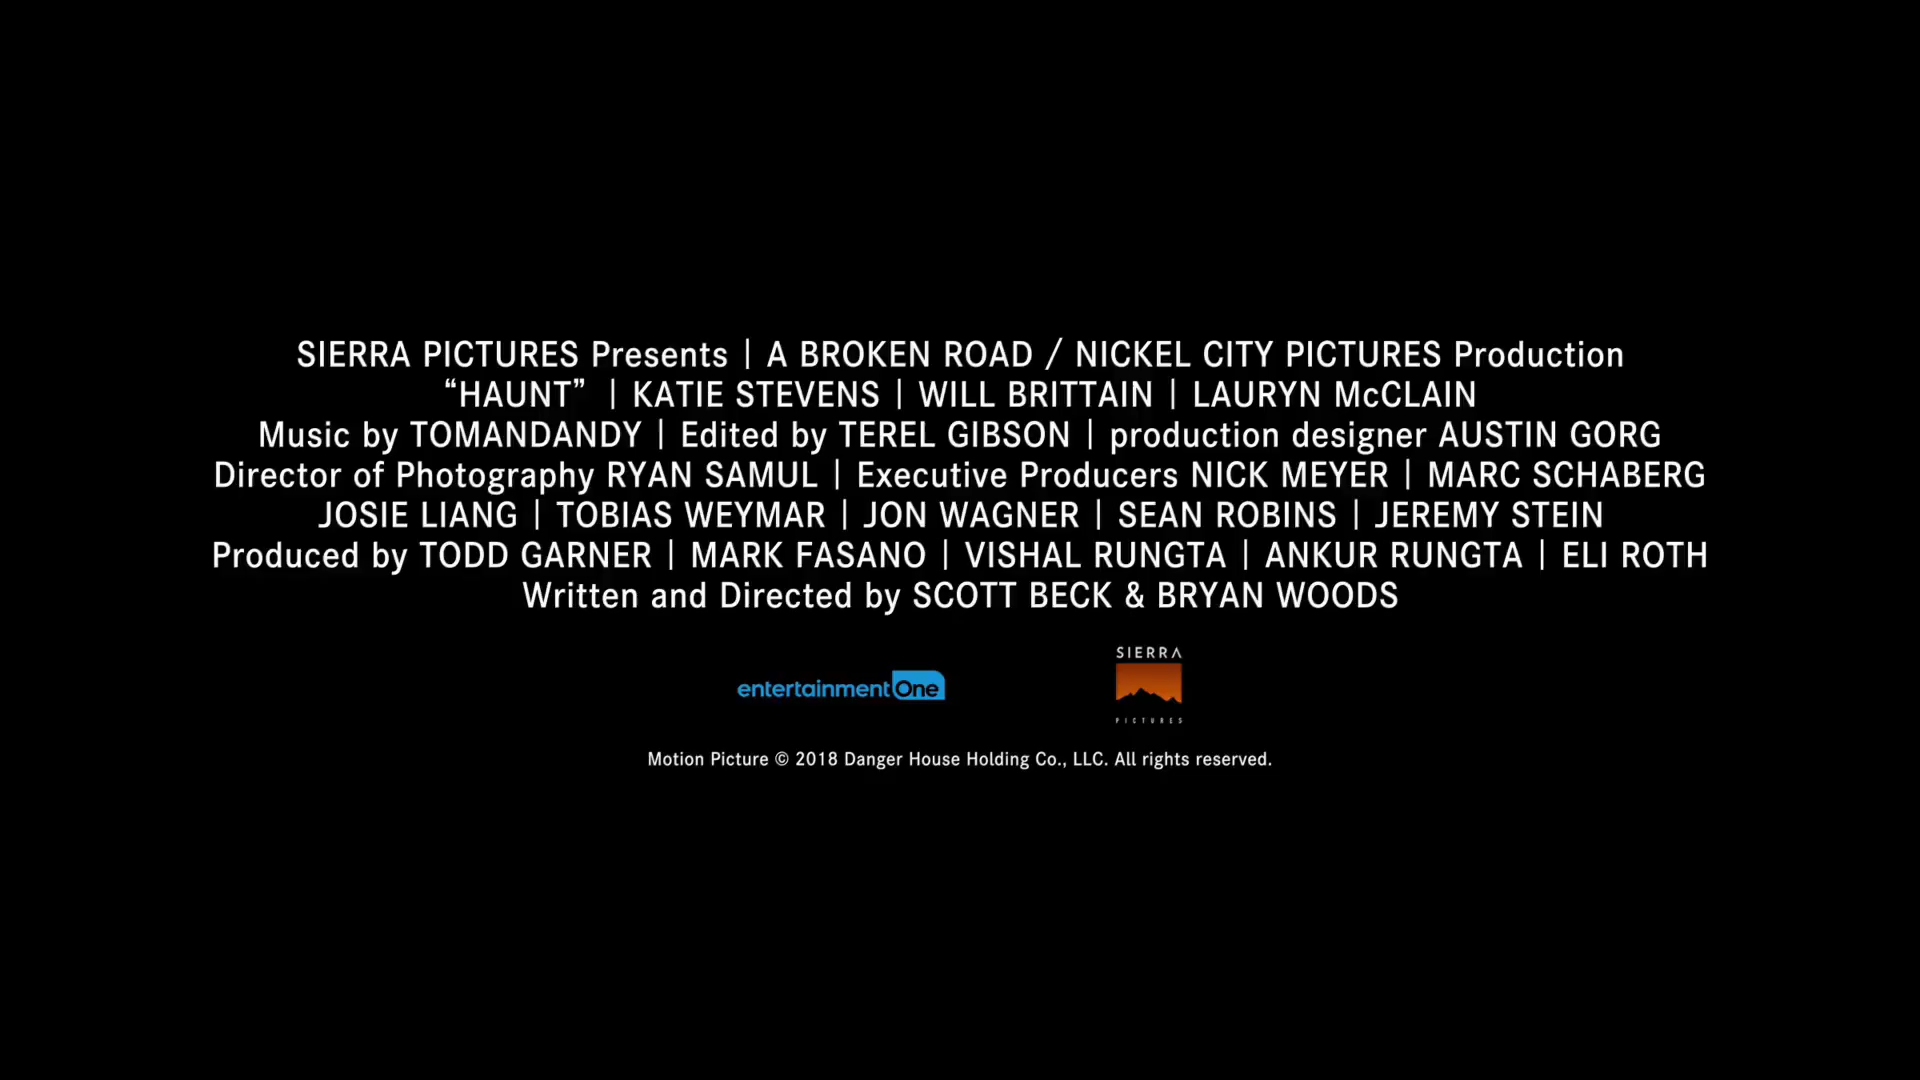 SIERRA PICTURES Presents | A BROKEN ROAD / NICKEL CITY PICTURES Production
“HAUNT” | KATIE STEVENS | WILL BRITTAIN | LAURYN McCLAIN
Music by TOMANDANDY | Edited by TEREL GIBSON | production designer AUSTIN GORG
Director of Photography RYAN SAMUL | Executive Producers NICK MEYER | MARC SCHABERG
JOSIE LIANG | TOBIAS WEYMAR | JON WAGNER | SEAN ROBINS | JEREMY STEIN
Produced by TODD GARNER | MARK FASANO | VISHAL RUNGTA | ANKUR RUNGTA | ELI ROTH
Written and Directed by SCOTT BECK & BRYAN WOODS
SIERRA
entertainmentOne
PICTURES
Motion Picture © 2018 Danger House Holding Co., LLC. All rights reserved.